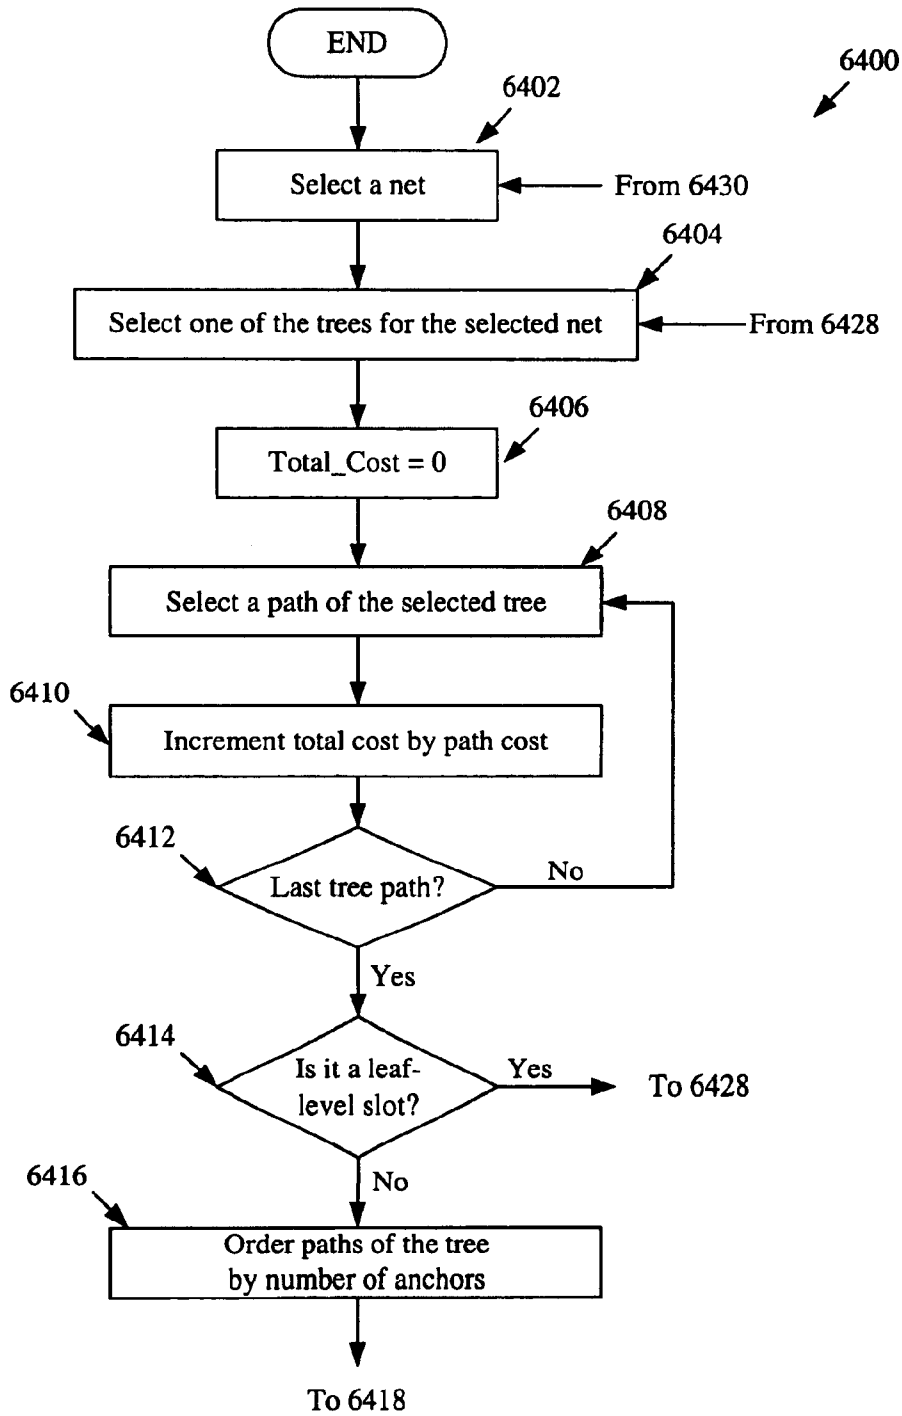 END
6400
6402
Select a net
From 6430
6404
Select one of the trees for the selected net
From 6428
6406
Total_Cost = 0
6408
Select a path of the selected tree
6410
Increment total cost by path cost
6412
Last tree path?
No
Yes
6414
Is it a leaf-
level slot?
Yes
To 6428
No
6416
Order paths of the tree
by number of anchors
To 6418